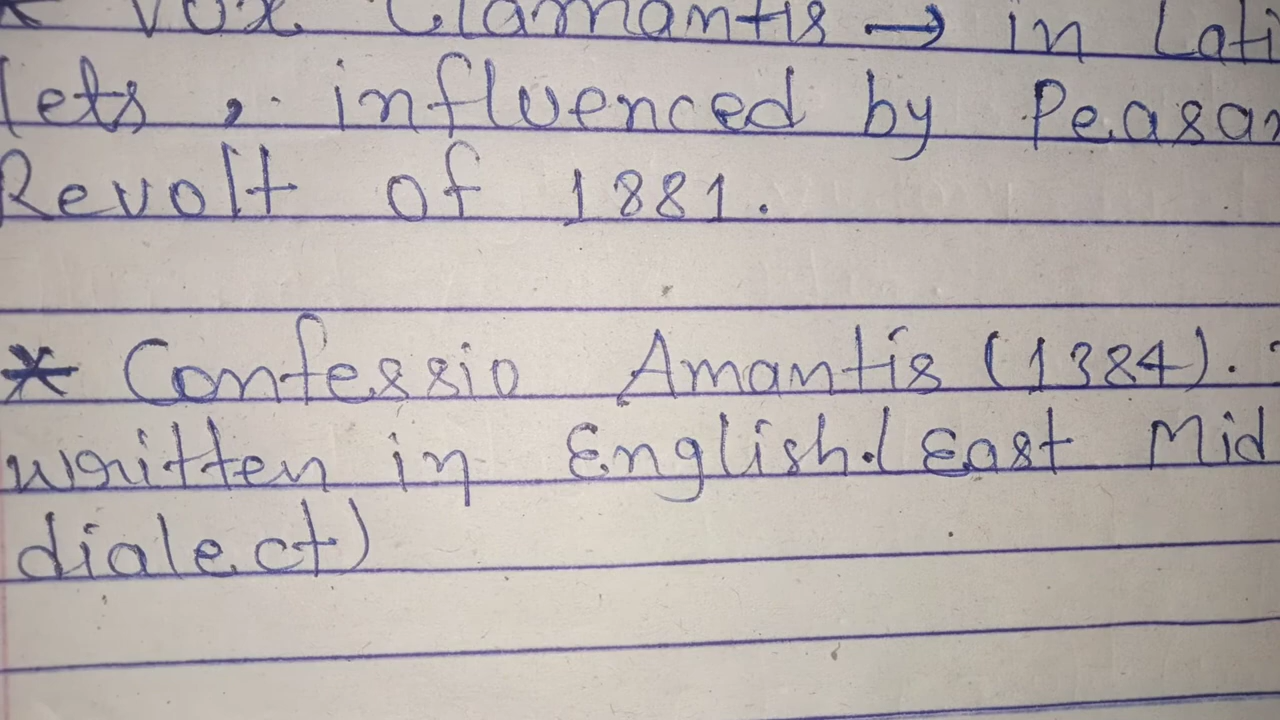 * Vox Clamantis → in Lati
lets, influenced by Peasan
Revolt of 1881.
* Confessio Amantis (1384).
written in English. (East Mid
dialect)